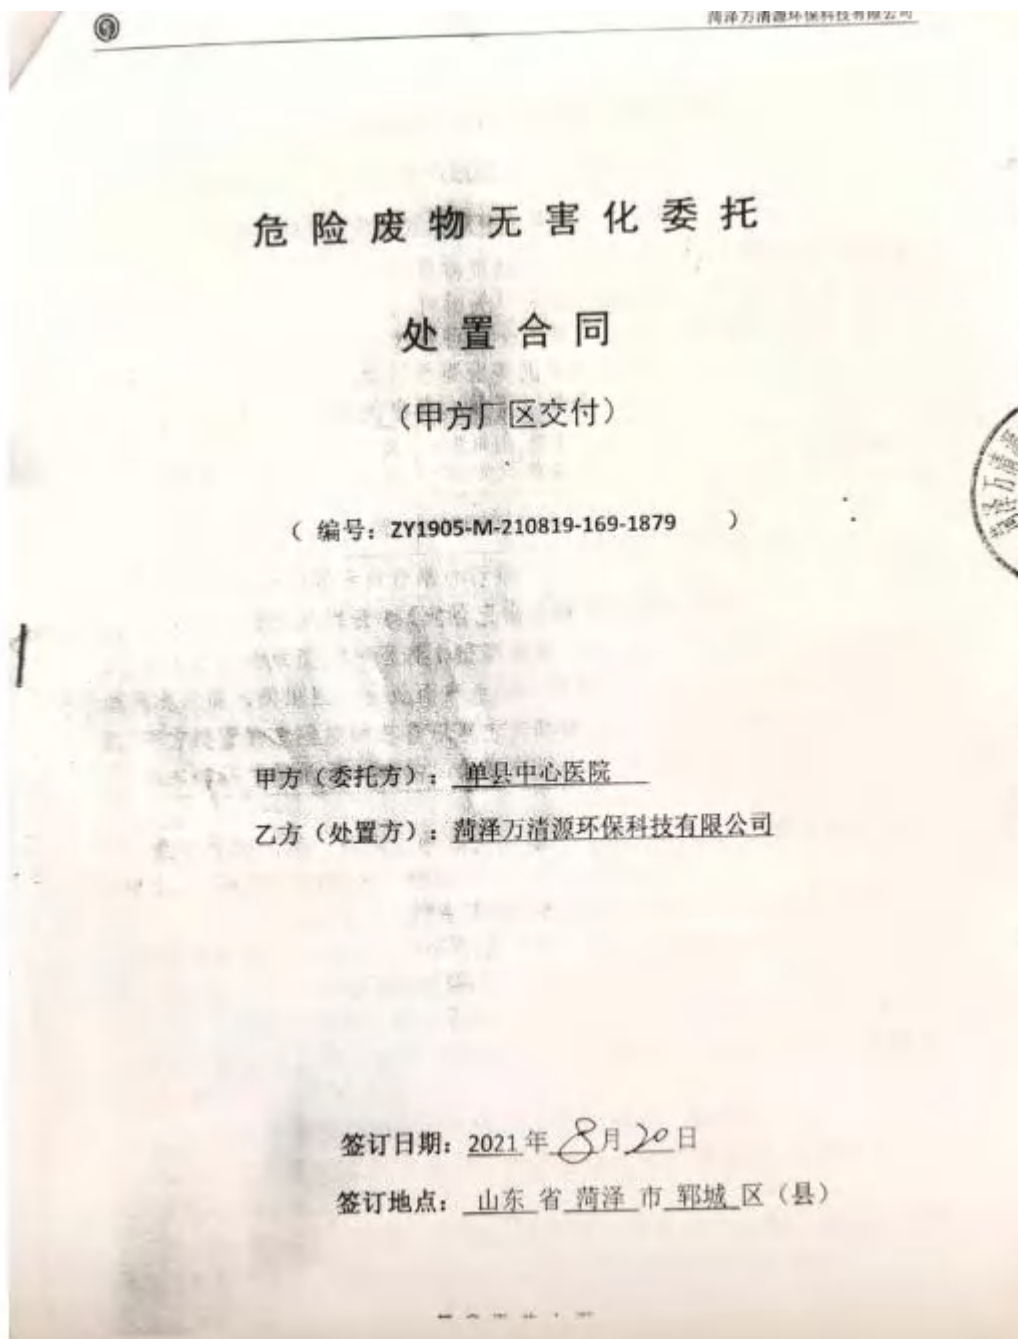 菏泽万清源环保科技有限公司
危险废物无害化委托
处置合同
（甲方厂区交付）
（ 编号：ZY1905-M-210819-169-1879 ）
甲方（委托方）：单县中心医院
乙方（处置方）：菏泽万清源环保科技有限公司
签订日期：2021年8月20日
签订地点：山东省菏泽市郓城区（县）
菏泽万清源